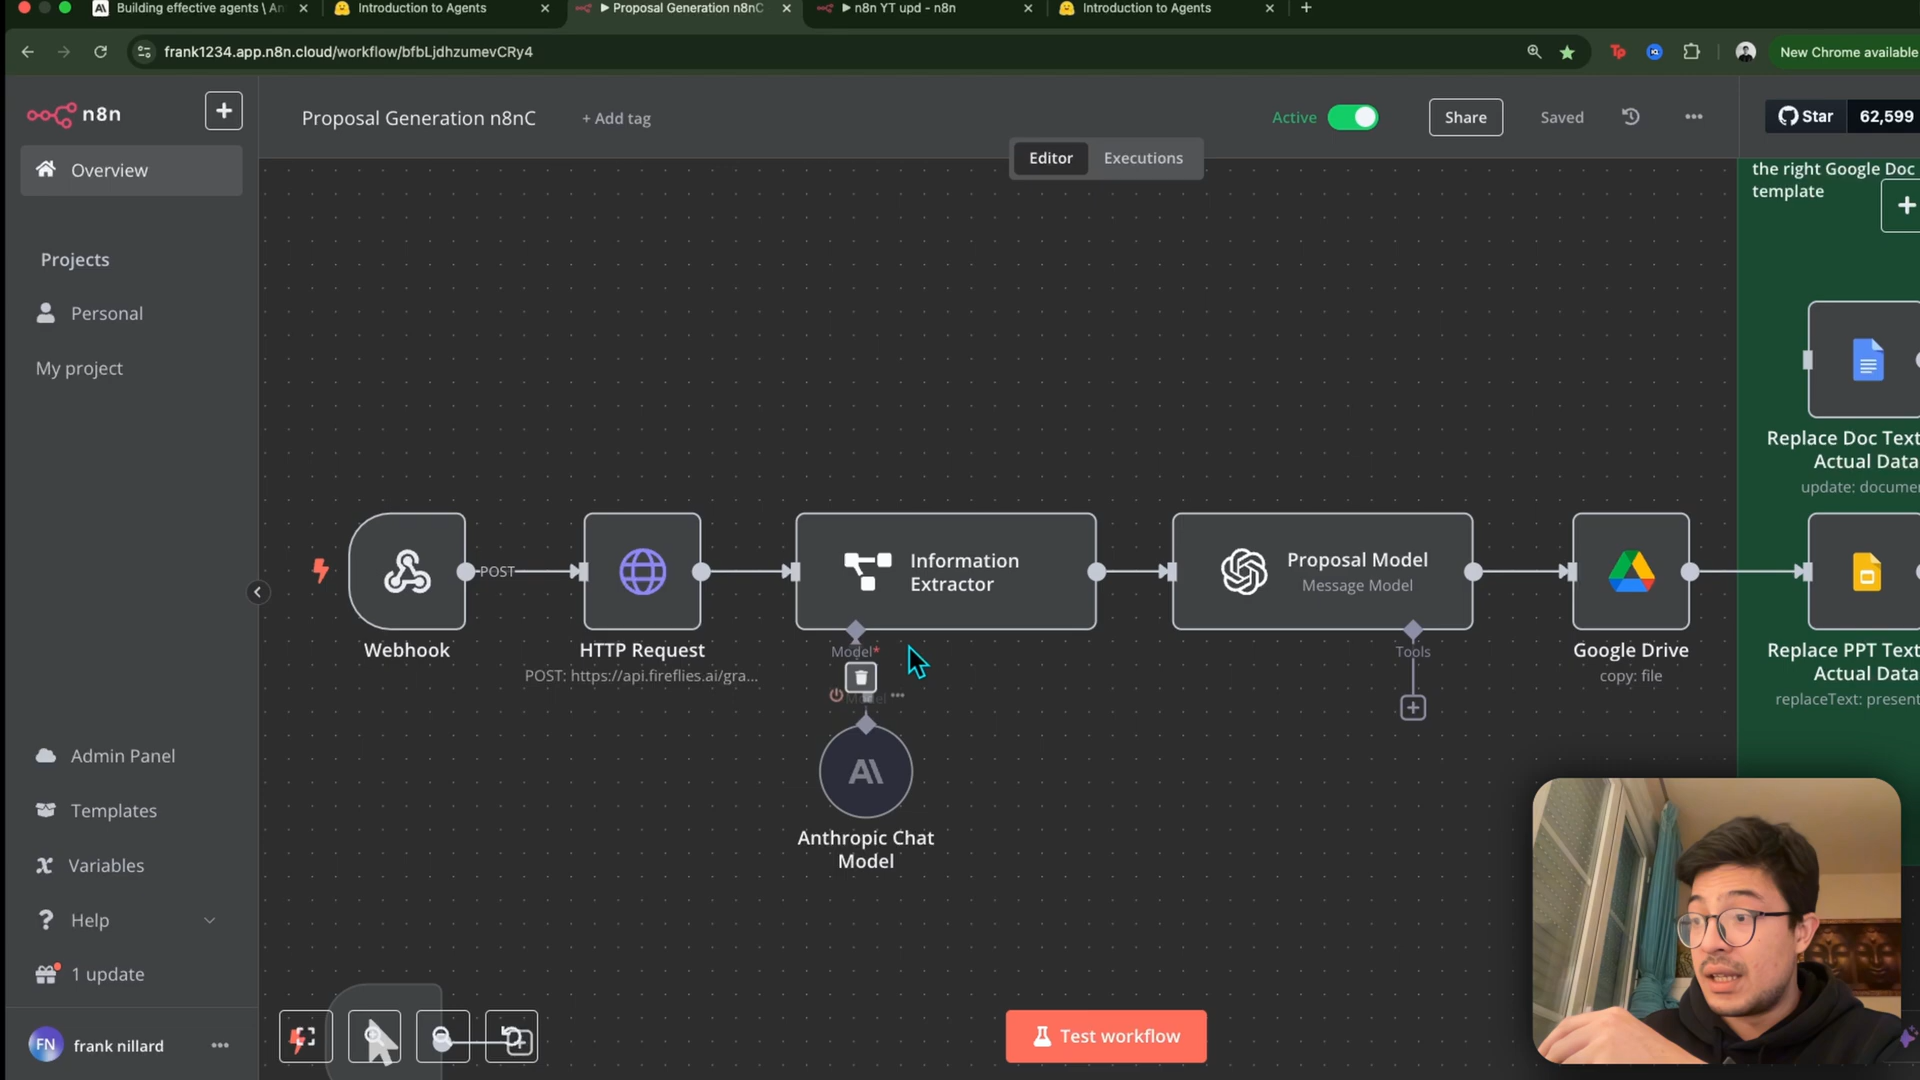 Building effective agents \ An
Introduction to Agents
Proposal Generation n8nC
n8n YT upd - n8n
Introduction to Agents
frank1234.app.n8n.cloud/workflow/bfbLjdhzumevCRy4
New Chrome available
n8n
Proposal Generation n8nC
+ Add tag
Active
Share
Saved
Star
62,599
Editor
Executions
Overview
Projects
Personal
My project
the right Google Doc
template
Replace Doc Text
Actual Data
update: documen
Webhook
POST
HTTP Request
POST: https://api.fireflies.ai/gra...
Information
Extractor
Model*
Model
Anthropic Chat
Model
Proposal Model
Message Model
Tools
Google Drive
copy: file
Replace PPT Text
Actual Data
replaceText: present
Admin Panel
Templates
Variables
Help
1 update
FN
frank nillard
Test workflow